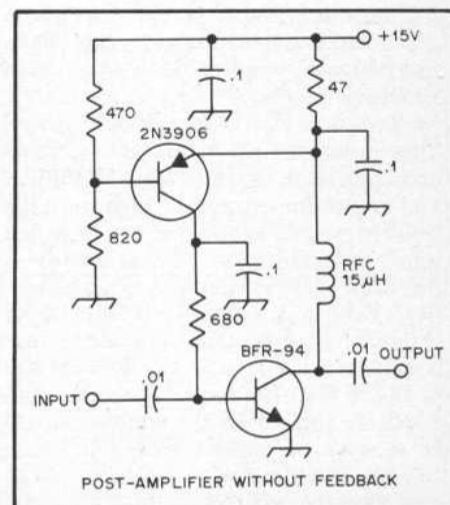 +15V
.1
47
470
2N3906
.1
820
.1
RFC
15µH
680
BFR-94
.01
.01
OUTPUT
INPUT
POST-AMPLIFIER WITHOUT FEEDBACK